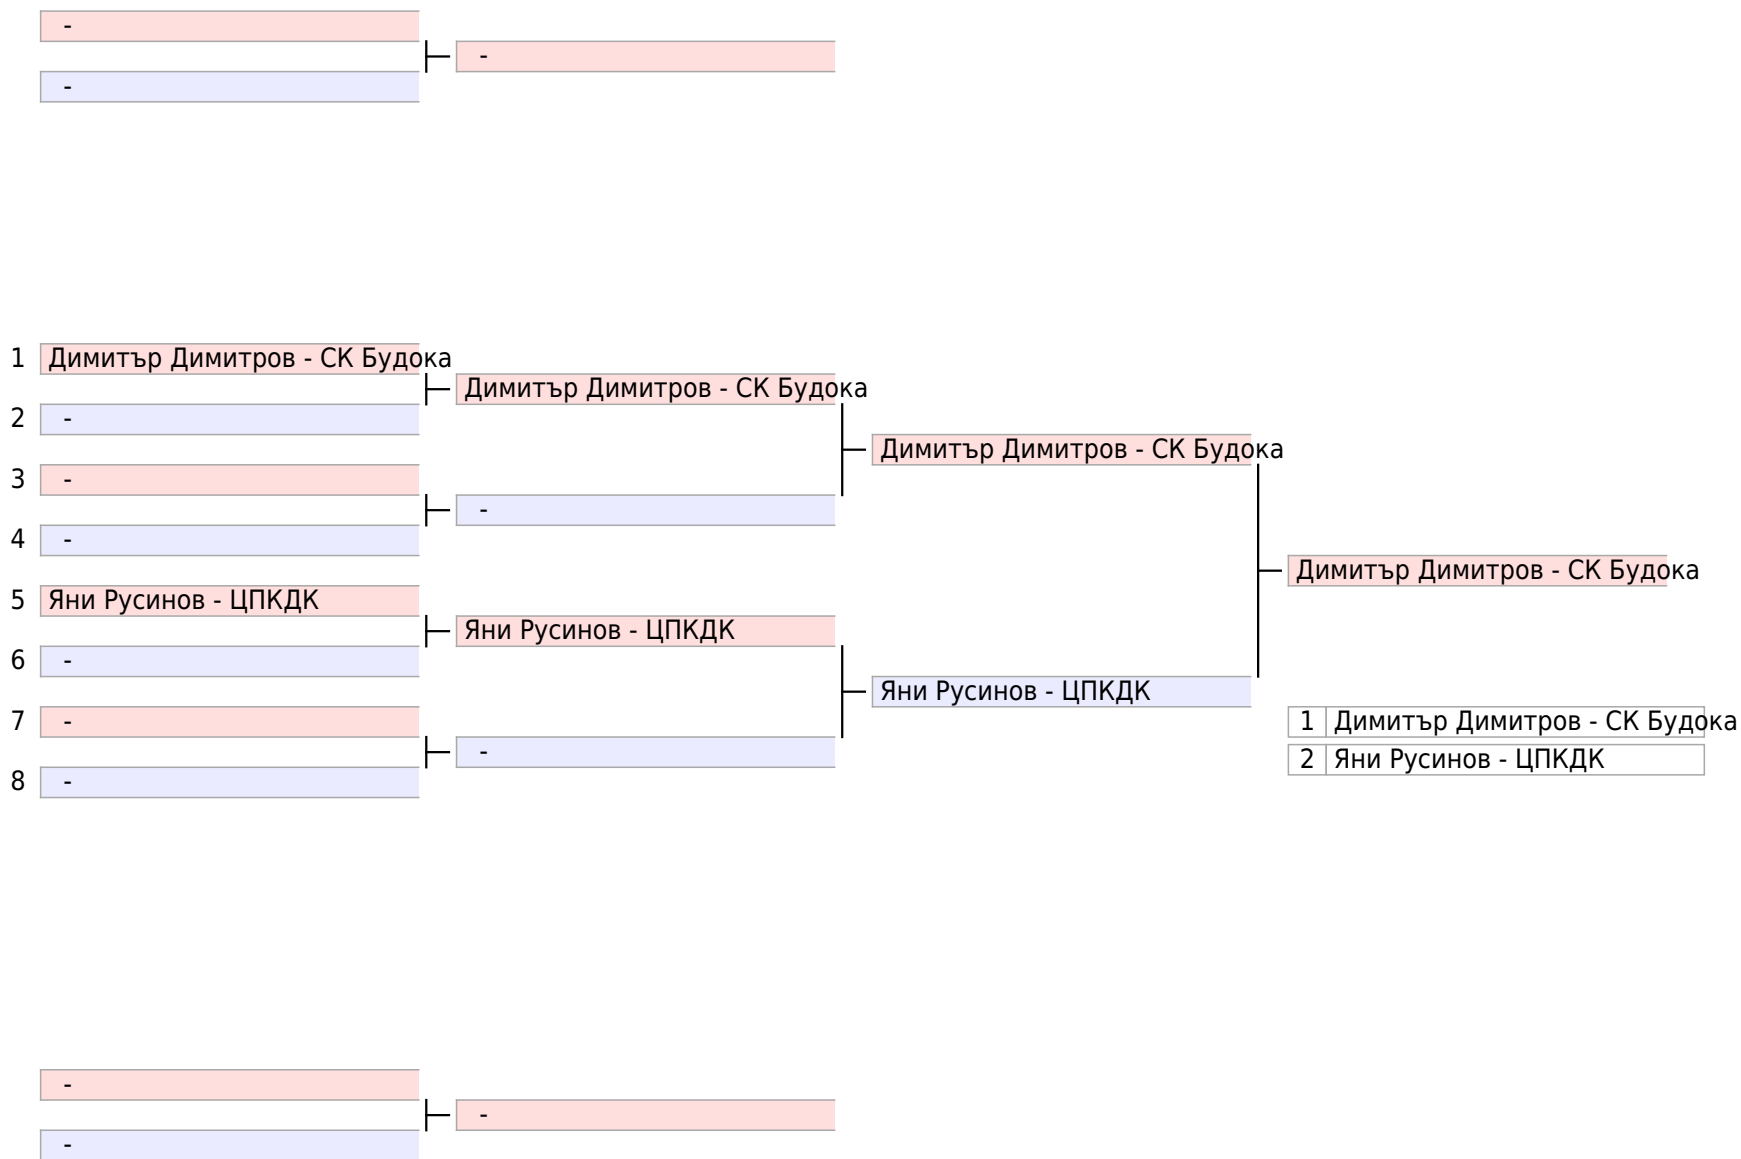 -
-
-
1 Димитър Димитров - СК Будока
Димитър Димитров - СК Будока
2 -
Димитър Димитров - СК Будока
3 -
-
4 -
Димитър Димитров - СК Будока
5 Яни Русинов - ЦПКДК
Яни Русинов - ЦПКДК
6 -
Яни Русинов - ЦПКДК
7 -
1 Димитър Димитров - СК Будока
-
2 Яни Русинов - ЦПКДК
8 -
-
-
-